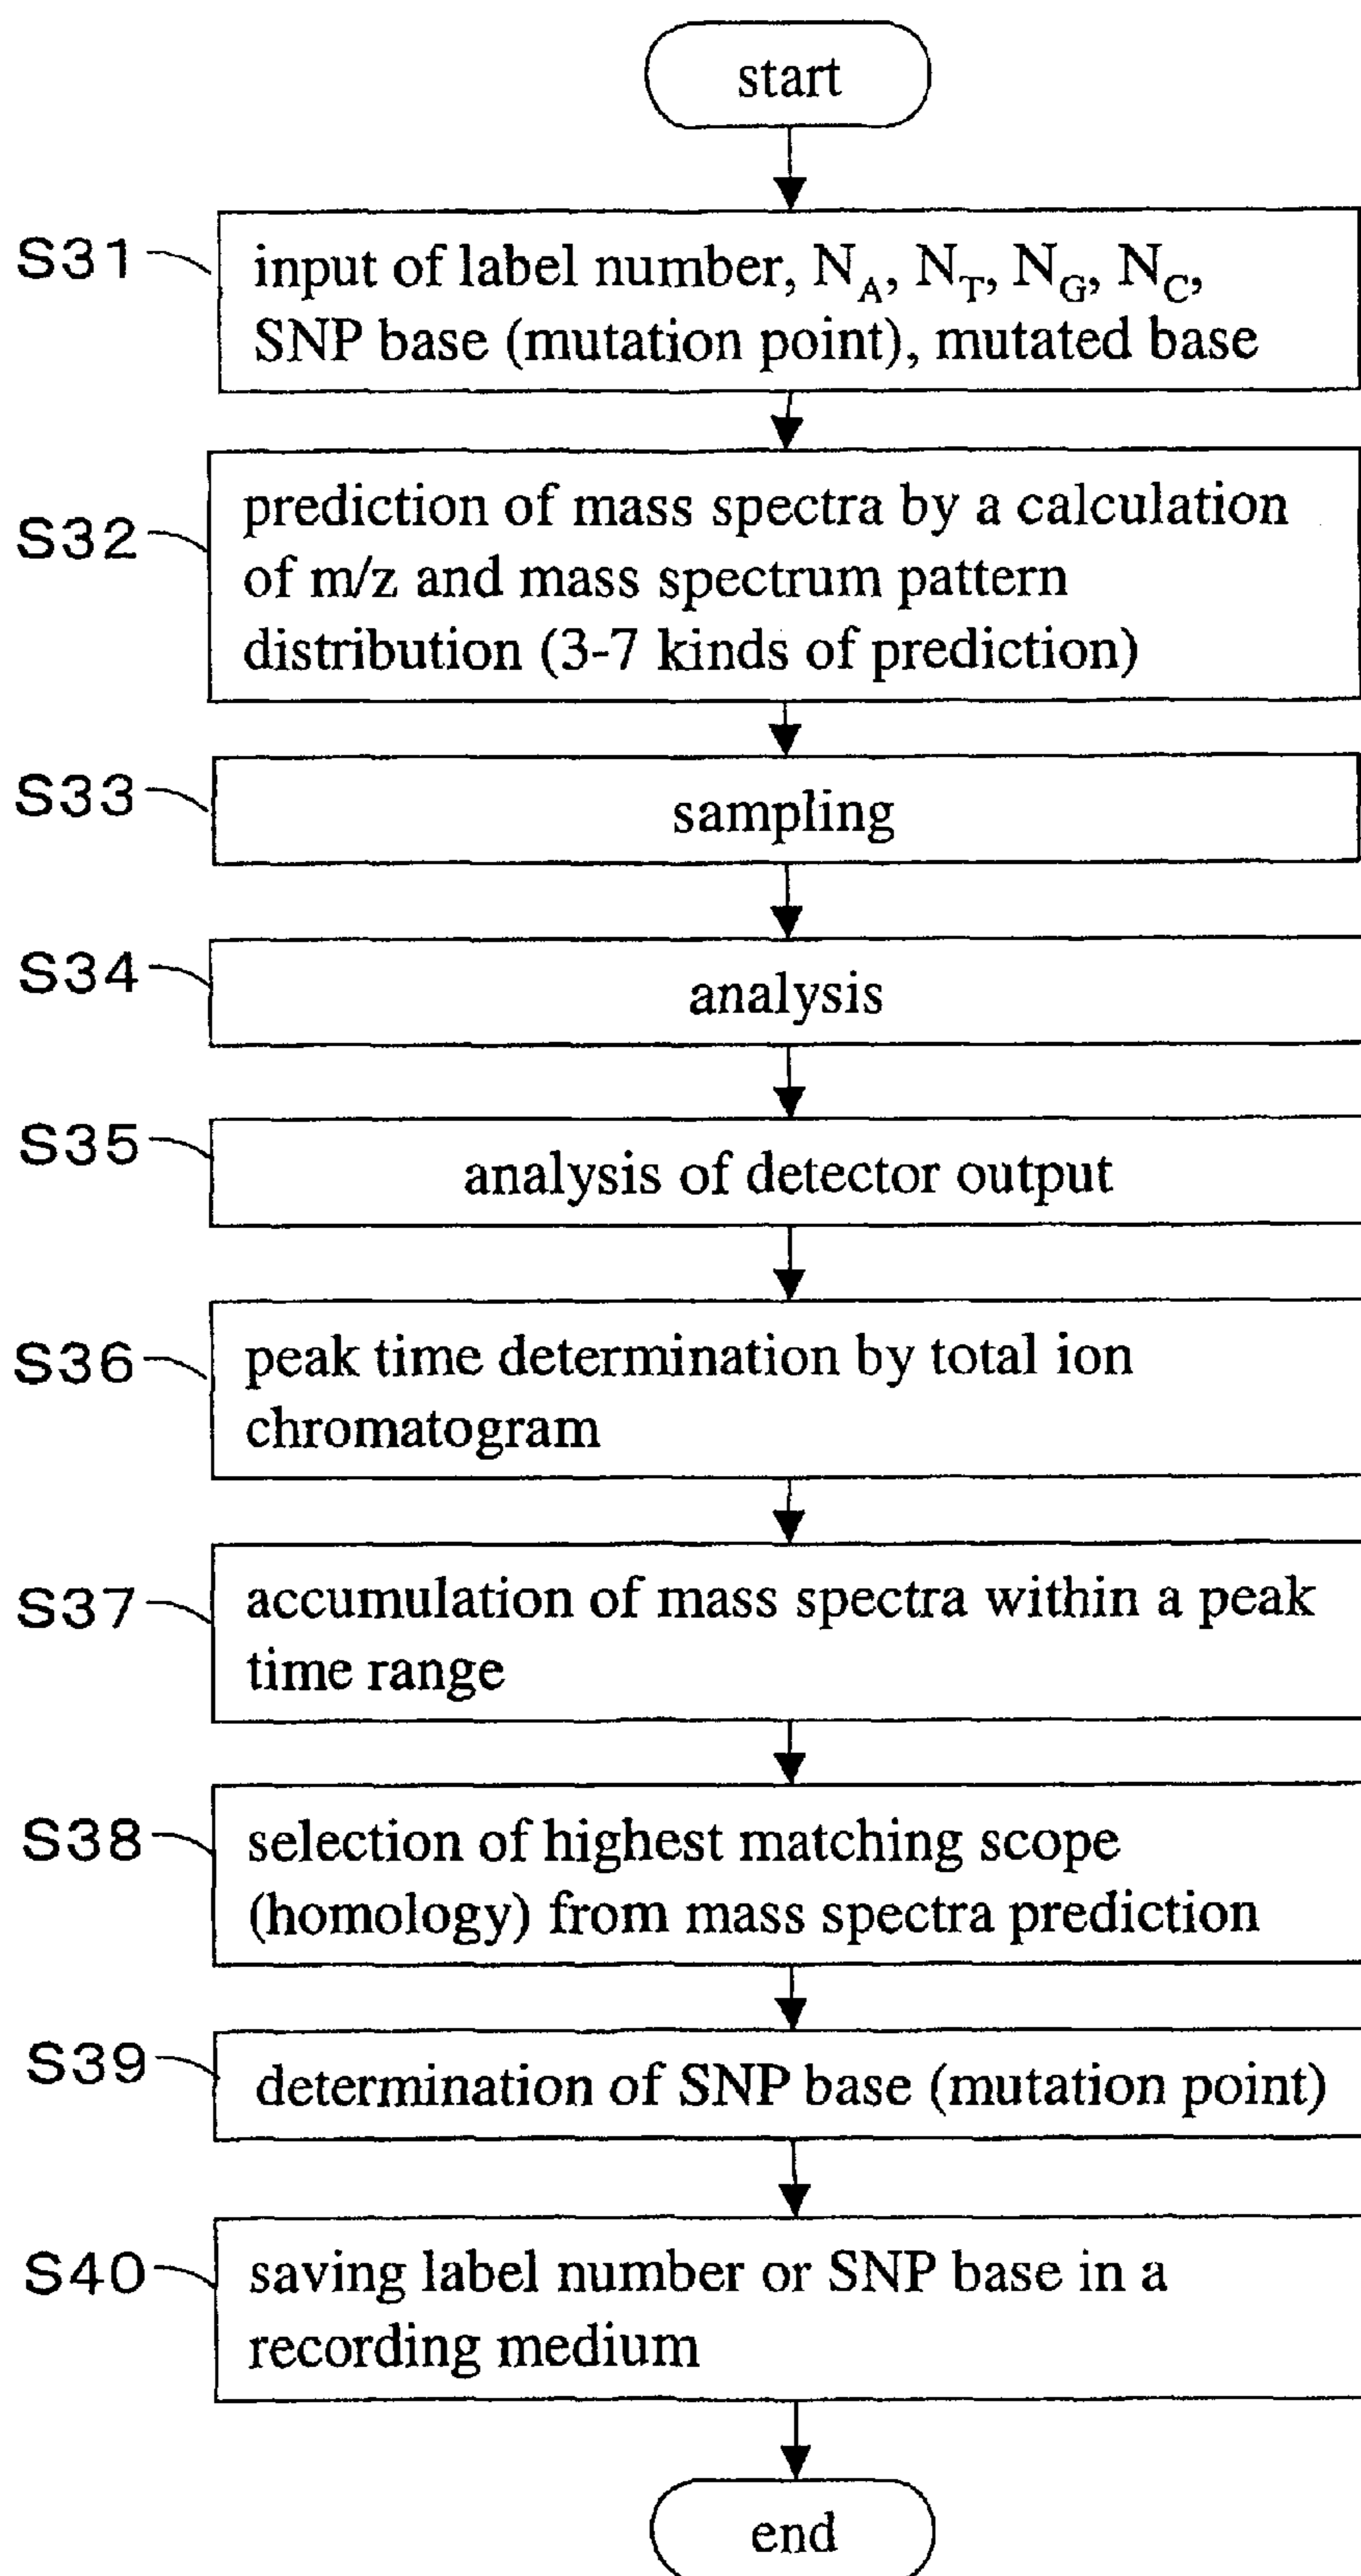 start
S31
input of label number, N_A, N_T, N_G, N_C,
SNP base (mutation point), mutated base
S32
prediction of mass spectra by a calculation
of m/z and mass spectrum pattern
distribution (3-7 kinds of prediction)
S33
sampling
S34
analysis
S35
analysis of detector output
S36
peak time determination by total ion
chromatogram
S37
accumulation of mass spectra within a peak
time range
S38
selection of highest matching scope
(homology) from mass spectra prediction
S39
determination of SNP base (mutation point)
S40
saving label number or SNP base in a
recording medium
end